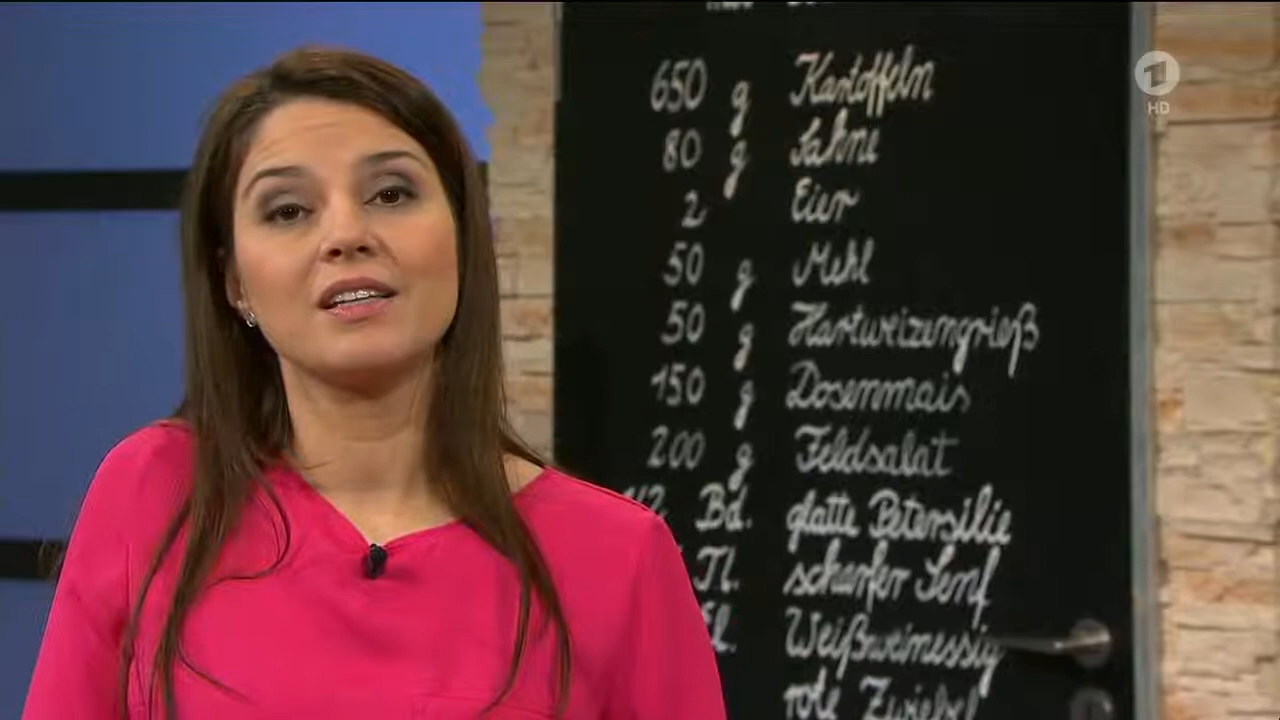 650 g Kartoffeln
80 g Sahne
2 Eier
50 g Mehl
50 g Hartweizengrieß
150 g Dosenmais
200 g Feldsalat
1/2 Bd. glatte Petersilie
Tl. scharfer Senf
El. Weißweinessig
rote Zwiebel
1
HD